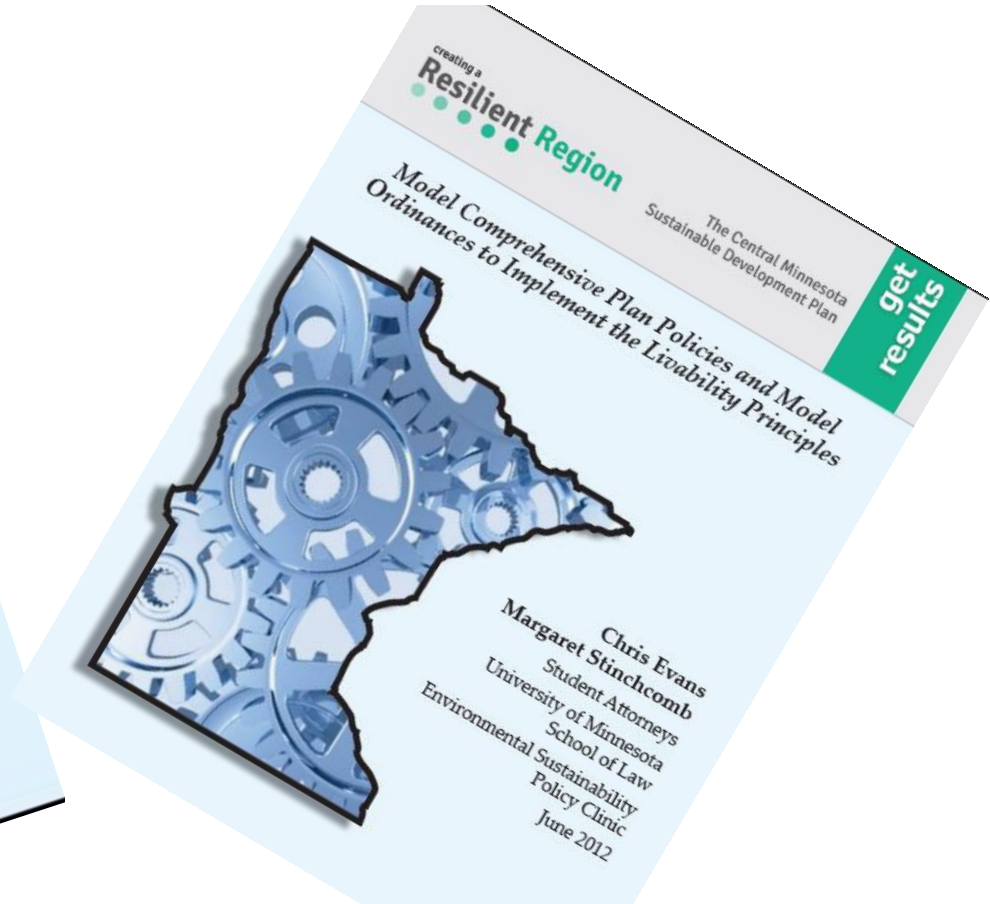 creating a
Resilient Region
The Central Minnesota
Sustainable Development Plan
get
results
Model Comprehensive Plan Policies and Model
Ordinances to Implement the Livability Principles
Chris Evans
Margaret Stinchcomb
Student Attorneys
University of Minnesota
School of Law
Environmental Sustainability
Policy Clinic
June 2012